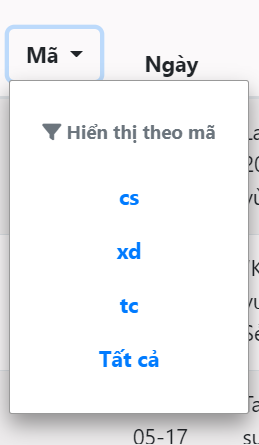 Mã
Ngày
Hiển thị theo mã
cs
xd
tc
Tất cả
05-17